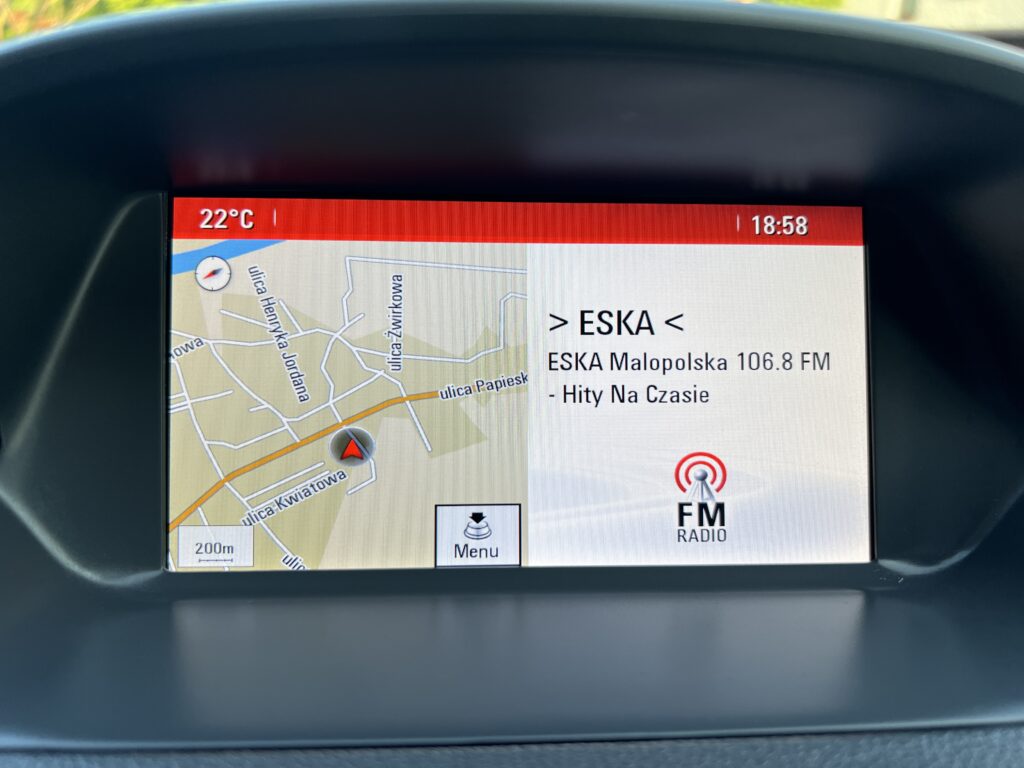 22°C
18:58
ulica Henryka Jordana
ulica Żwirkowa
ulica Papiesk
ulica Kwiatowa
200m
Menu
> ESKA <
ESKA Malopolska 106.8 FM
- Hity Na Czasie
FM
RADIO